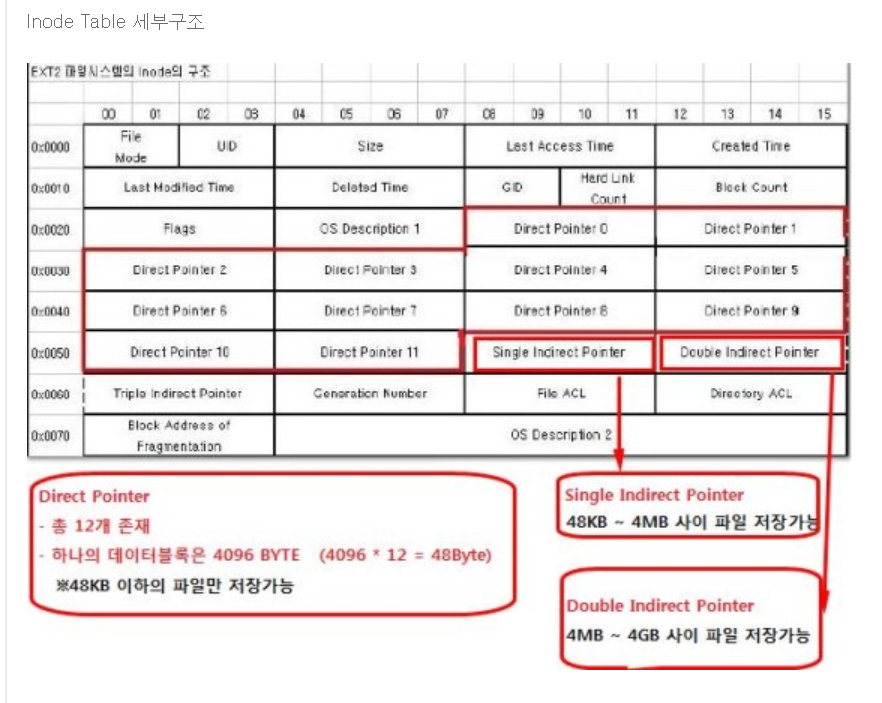 Inode Table 세부구조
EXT2 파일시스템의 Inode의 구조
00 01 02 03 04 05 06 07 08 09 10 11 12 13 14 15
0x0000 File Mode UID Size Last Access Time Created Time
0x0010 Last Modified Time Deleted Time GID Hard Link Count Block Count
0x0020 Flags OS Description 1 Direct Pointer 0 Direct Pointer 1
0x0030 Direct Pointer 2 Direct Pointer 3 Direct Pointer 4 Direct Pointer 5
0x0040 Direct Pointer 6 Direct Pointer 7 Direct Pointer 8 Direct Pointer 9
0x0050 Direct Pointer 10 Direct Pointer 11 Single Indirect Pointer Double Indirect Pointer
0x0060 Triple Indirect Pointer Generation Number File ACL Directory ACL
0x0070 Block Address of Fragmentation OS Description 2
Direct Pointer
- 총 12개 존재
- 하나의 데이터블록은 4096 BYTE (4096 * 12 = 48Byte)
※48KB 이하의 파일만 저장가능
Single Indirect Pointer
48KB ~ 4MB 사이 파일 저장가능
Double Indirect Pointer
4MB ~ 4GB 사이 파일 저장가능